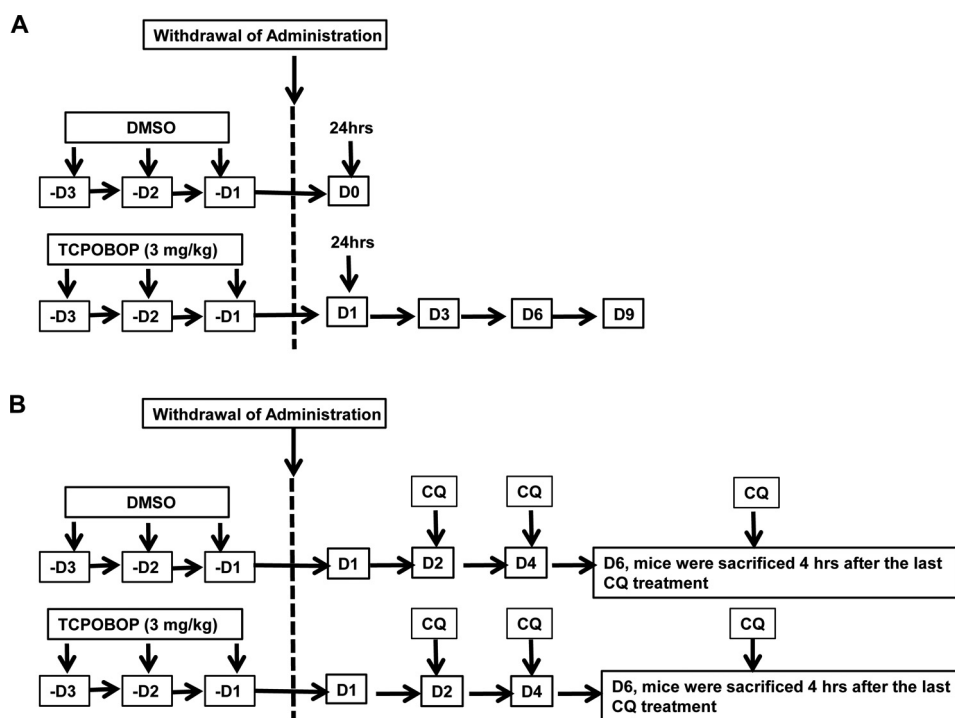 A
Withdrawal of Administration
DMSO
24hrs
-D3
-D2
-D1
D0
TCPOBOP (3 mg/kg)
24hrs
-D3
-D2
-D1
D1
D3
D6
D9
B
Withdrawal of Administration
DMSO
CQ
CQ
CQ
-D3
-D2
-D1
D1
D2
D4
D6, mice were sacrificed 4 hrs after the last
CQ treatment
TCPOBOP (3 mg/kg)
CQ
CQ
CQ
-D3
-D2
-D1
D1
D2
D4
D6, mice were sacrificed 4 hrs after the last
CQ treatment